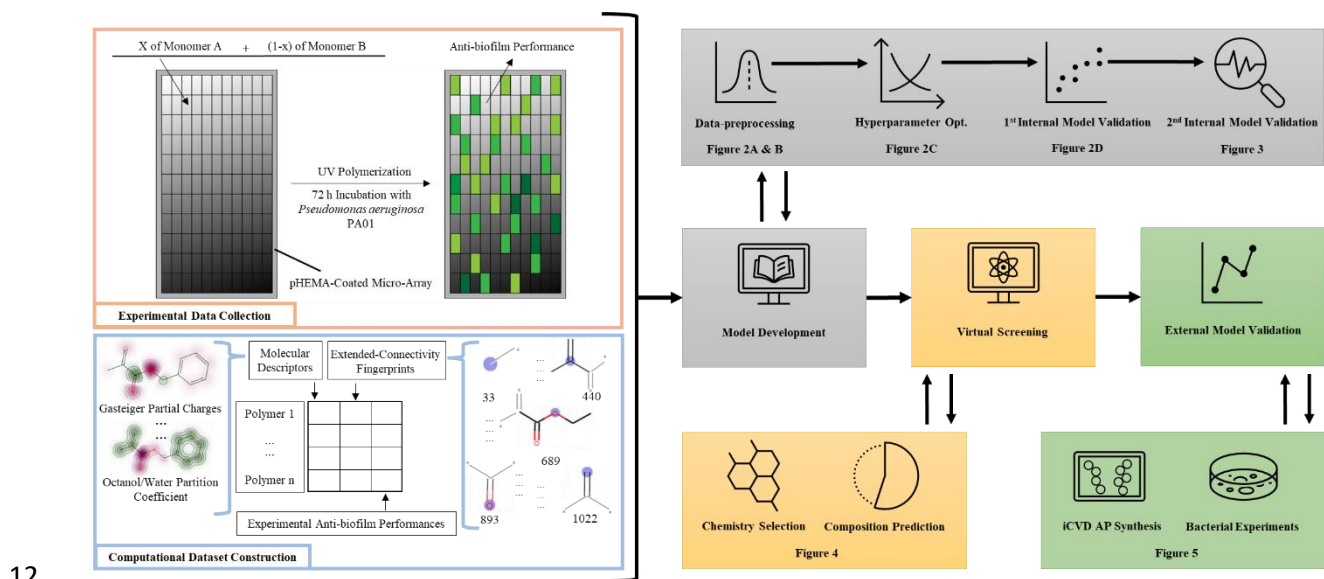 X of Monomer A + (1-x) of Monomer B
Anti-biofilm Performance
UV Polymerization
72 h Incubation with
Pseudomonas aeruginosa
PA01
pHEMA-Coated Micro-Array
Experimental Data Collection
Gasteiger Partial Charges
...
Octanol/Water Partition
Coefficient
Molecular
Descriptors
Extended-Connectivity
Fingerprints
Polymer 1
...
...
Polymer n
Experimental Anti-biofilm Performances
33
...
...
440
689
893
...
...
1022
Computational Dataset Construction
Data-preprocessing
Figure 2A & B
Hyperparameter Opt.
Figure 2C
1st Internal Model Validation
Figure 2D
2nd Internal Model Validation
Figure 3
Model Development
Virtual Screening
External Model Validation
Chemistry Selection
Composition Prediction
Figure 4
iCVD AP Synthesis
Bacterial Experiments
Figure 5
12